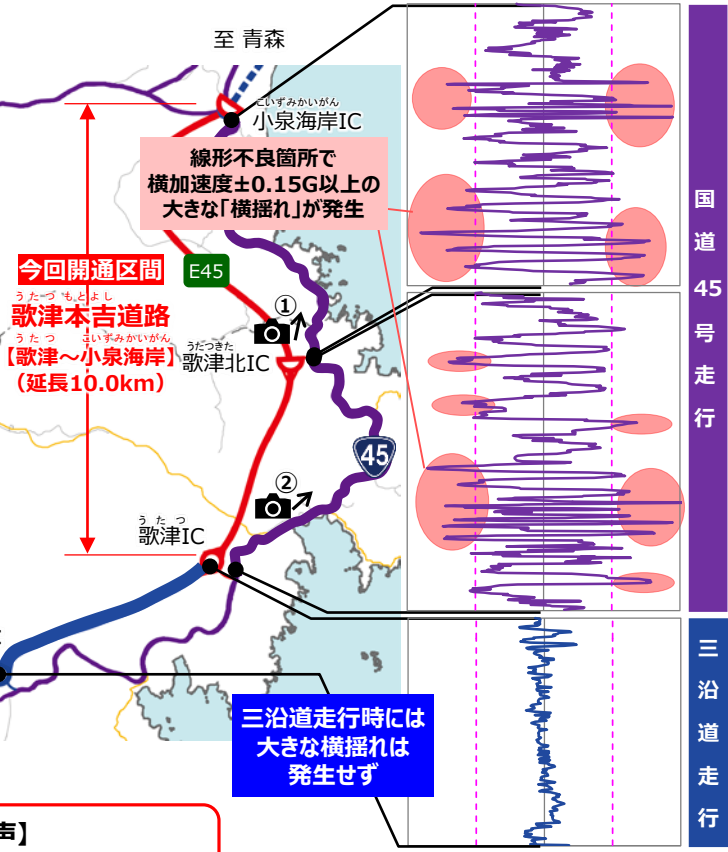 至 青森
こいずみかいがん
小泉海岸IC
線形不良箇所で
横加速度±0.15G以上の
大きな｢横揺れ｣が発生
今回開通区間
E45
うたづもとよし
歌津本吉道路
うたつ こいずみかいがん
【歌津～小泉海岸】
（延長10.0km）
①
うたつきた
歌津北IC
45
②
うたつ
歌津IC
三沿道走行時には
大きな横揺れは
発生せず
国道45号走行
三沿道走行
声】